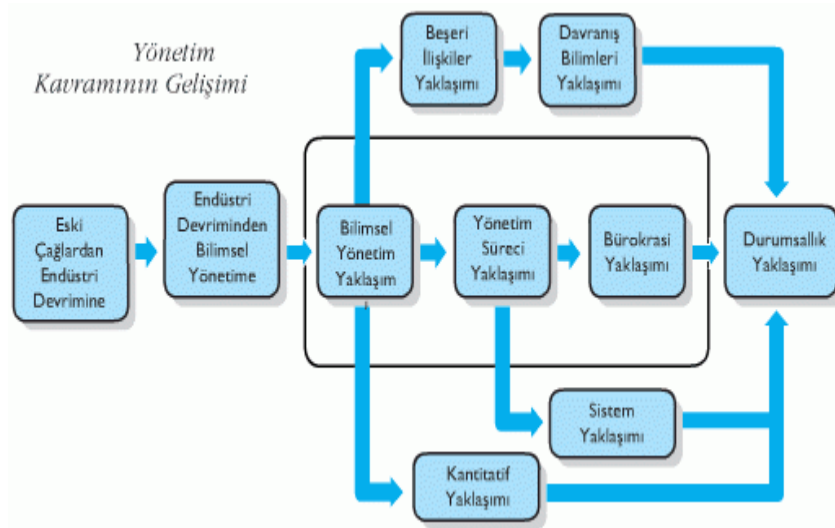 Yönetim
Kavramının Gelişimi
Beşeri
İlişkiler
Yaklaşımı
Davranış
Bilimleri
Yaklaşımı
Eski
Çağlardan
Endüstri
Devrimine
Endüstri
Devriminden
Bilimsel
Yönetime
Bilimsel
Yönetim
Yaklaşım
Yönetim
Süreci
Yaklaşımı
Bürokrasi
Yaklaşımı
Durumsallık
Yaklaşımı
Sistem
Yaklaşımı
Kantitatif
Yaklaşımı